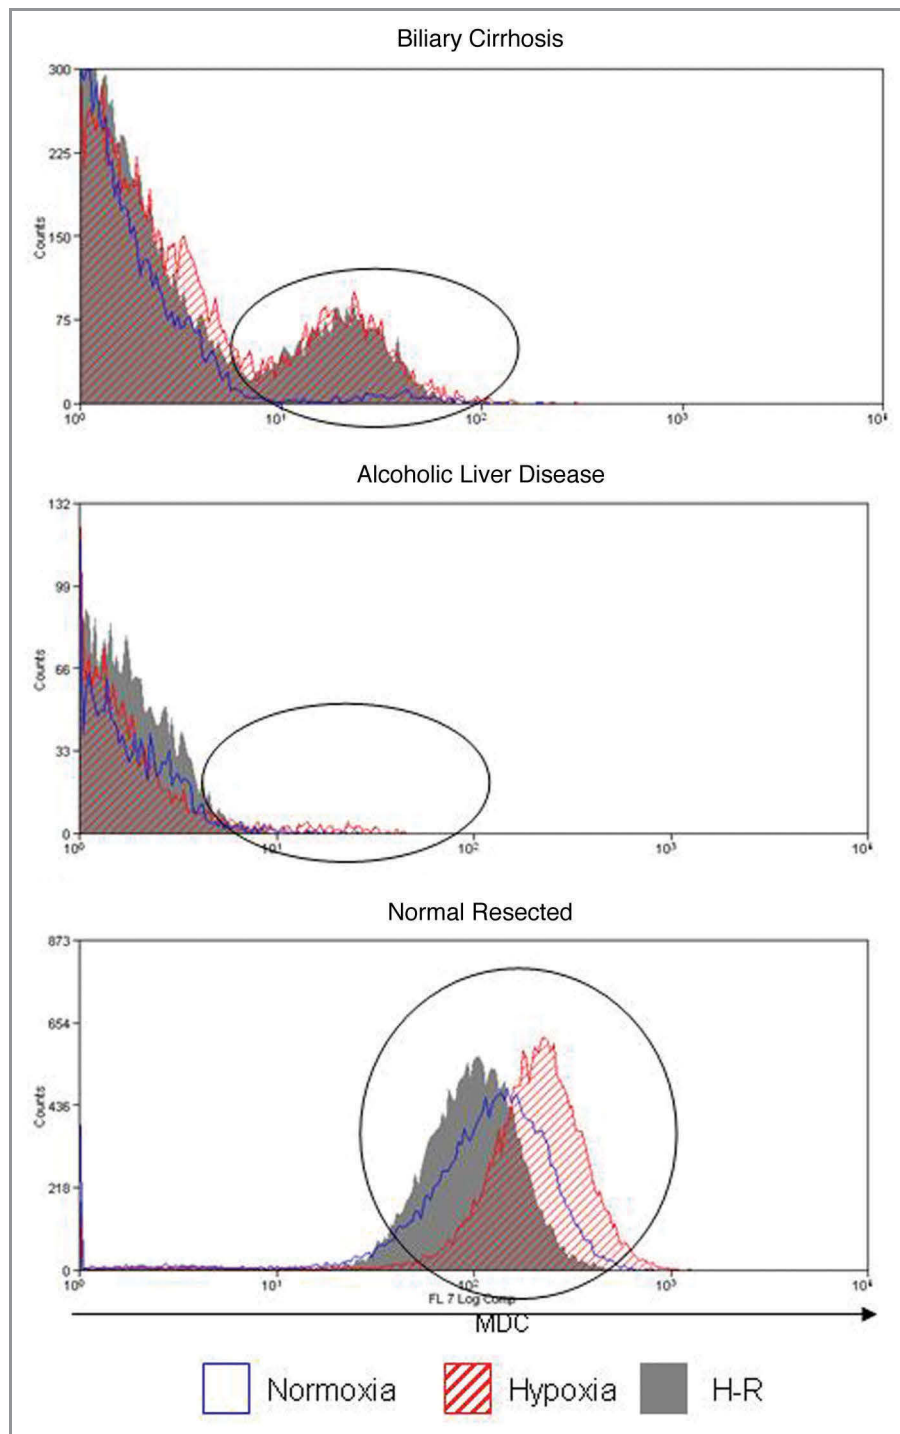 Biliary Cirrhosis
300
225
150
75
0
Counts
10⁰ 10¹ 10² 10³ 10⁴
Alcoholic Liver Disease
132
99
66
33
0
Counts
10⁰ 10¹ 10² 10³ 10⁴
Normal Resected
873
654
436
218
0
Counts
10⁰ 10¹ 10² 10³ 10⁴
FL 7 Log Comp
MDC
Normoxia Hypoxia H-R